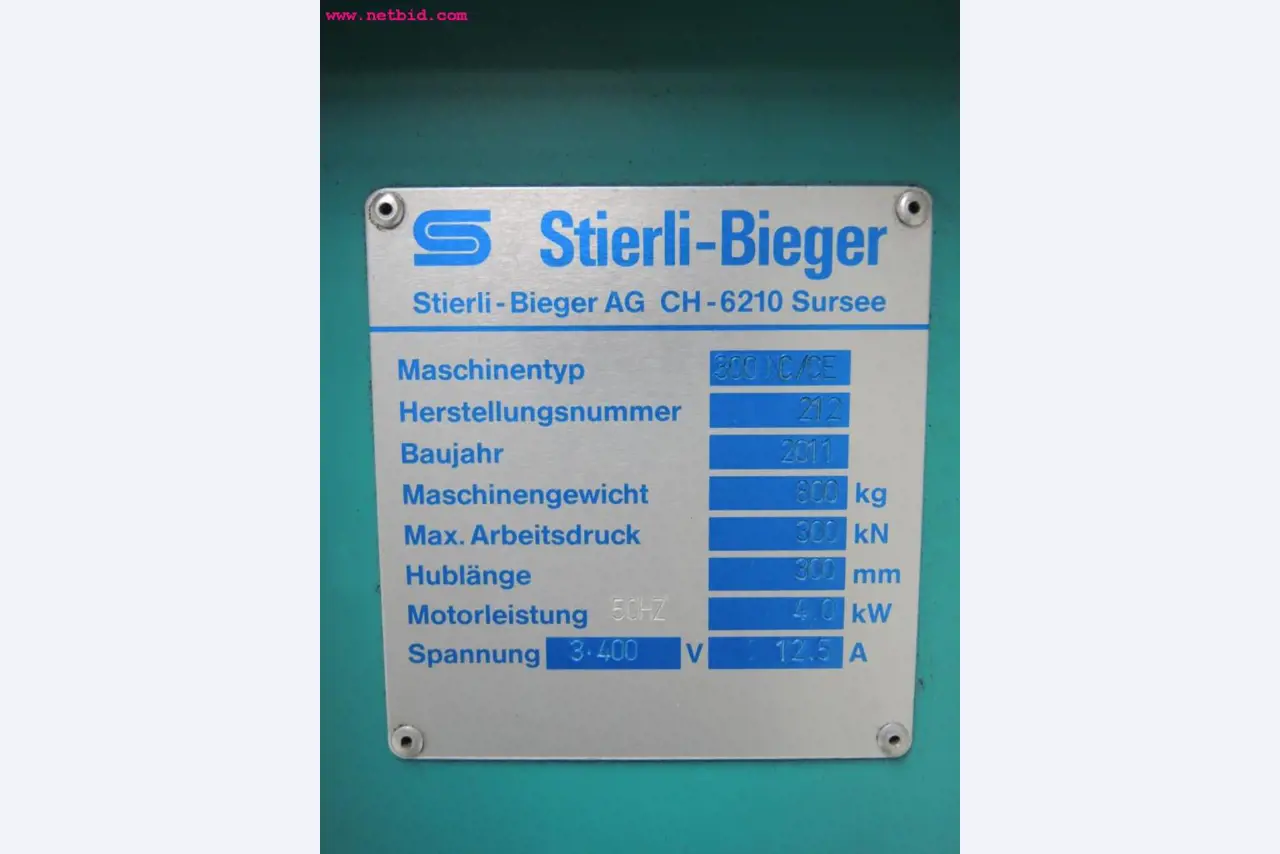 www.netbid.com
Stierli-Bieger
Stierli-Bieger AG CH-6210 Sursee
Maschinentyp 300 NC/CE
Herstellungsnummer 212
Baujahr 2011
Maschinengewicht 800 kg
Max. Arbeitsdruck 300 kN
Hublänge 300 mm
Motorleistung 50HZ 4.0 kW
Spannung 3·400 V 12.5 A